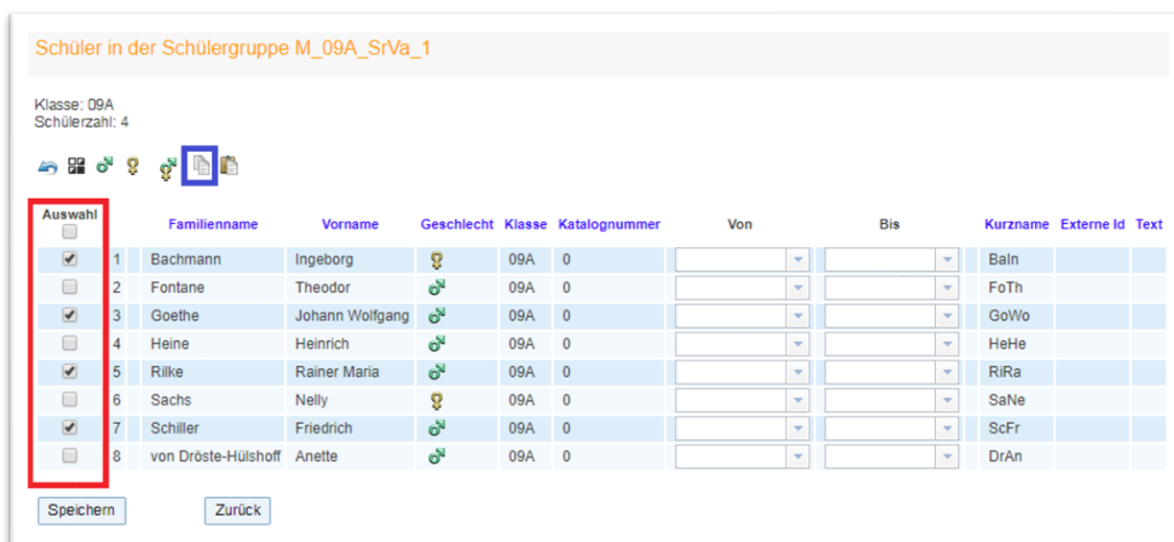 Schüler in der Schülergruppe M_09A_SrVa_1
Klasse: 09A
Schülerzahl: 4
Auswahl Familienname Vorname Geschlecht Klasse Katalognummer Von Bis Kurzname Externe Id Text
1 Bachmann Ingeborg 09A 0 BaIn
2 Fontane Theodor 09A 0 FoTh
3 Goethe Johann Wolfgang 09A 0 GoWo
4 Heine Heinrich 09A 0 HeHe
5 Rilke Rainer Maria 09A 0 RiRa
6 Sachs Nelly 09A 0 SaNe
7 Schiller Friedrich 09A 0 ScFr
8 von Dröste-Hülshoff Anette 09A 0 DrAn
Speichern Zurück